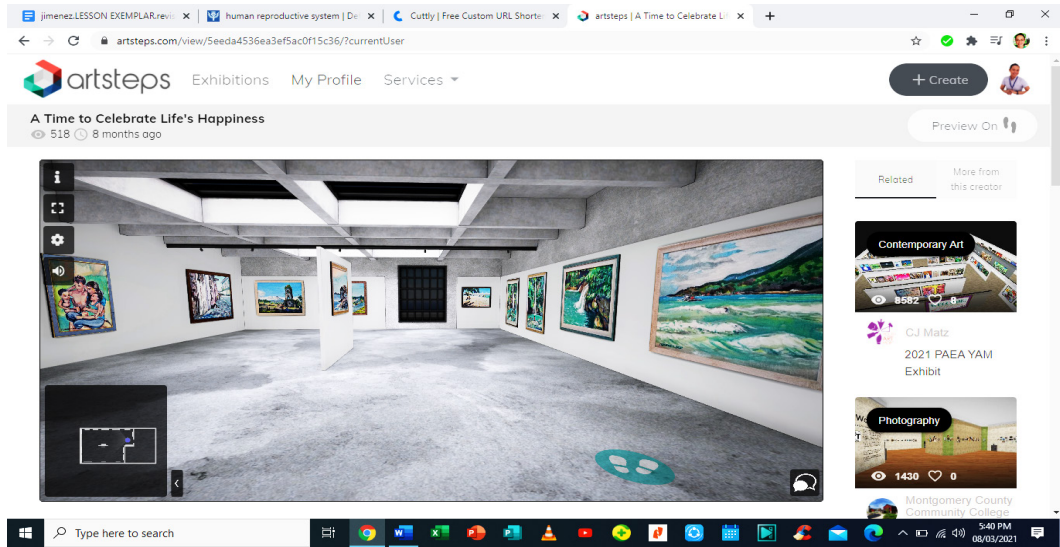 jimenez.LESSON EXEMPLAR.revi
human reproductive system | De
Cuttly | Free Custom URL Shorte
artsteps | A Time to Celebrate Li
artsteps.com/view/5eeda4536ea3ef5ac0f15c36/?currentUser
artsteps Exhibitions My Profile Services + Create
A Time to Celebrate Life's Happiness
518 8 months ago
Preview On
Related
More from
this creator
Contemporary Art
8582 8
CJ Matz
2021 PAEA YAM
Exhibit
Photography
1430 0
Montgomery County
Community College
Type here to search
5:40 PM
08/03/2021